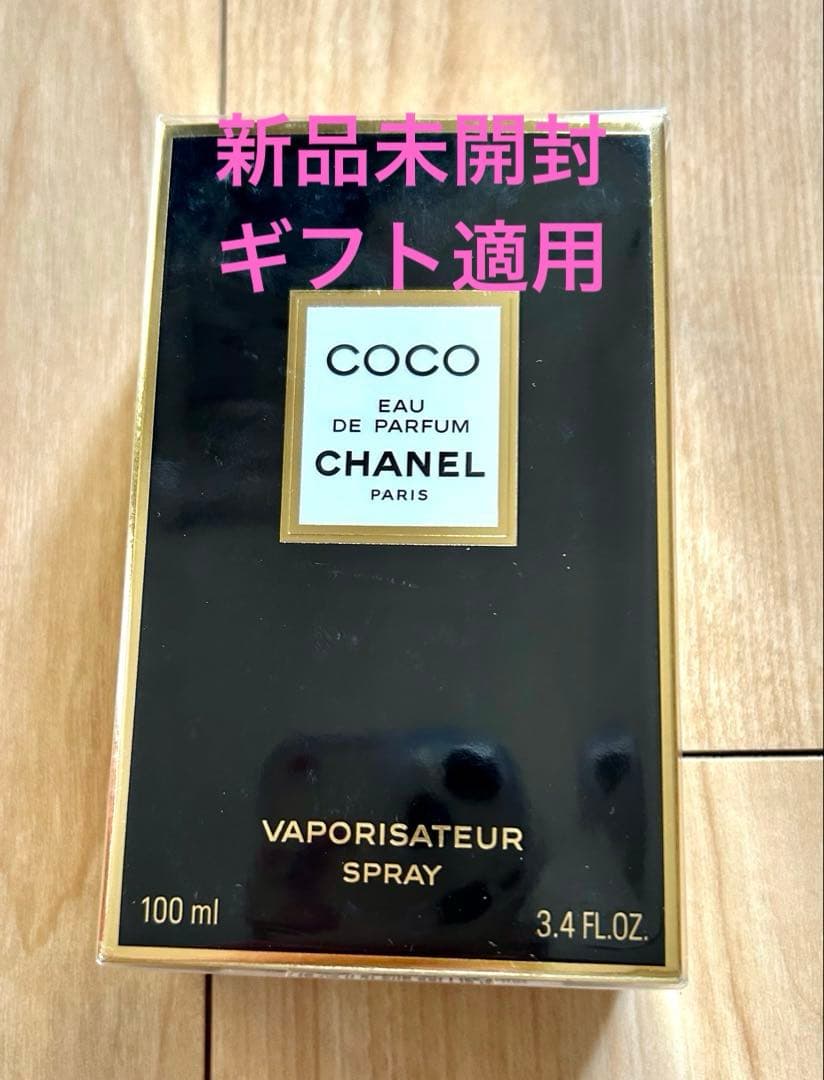 新品未開封
ギフト適用
COCO
EAU
DE PARFUM
CHANEL
PARIS
VAPORISATEUR
SPRAY
100 ml
3.4 FL.OZ.